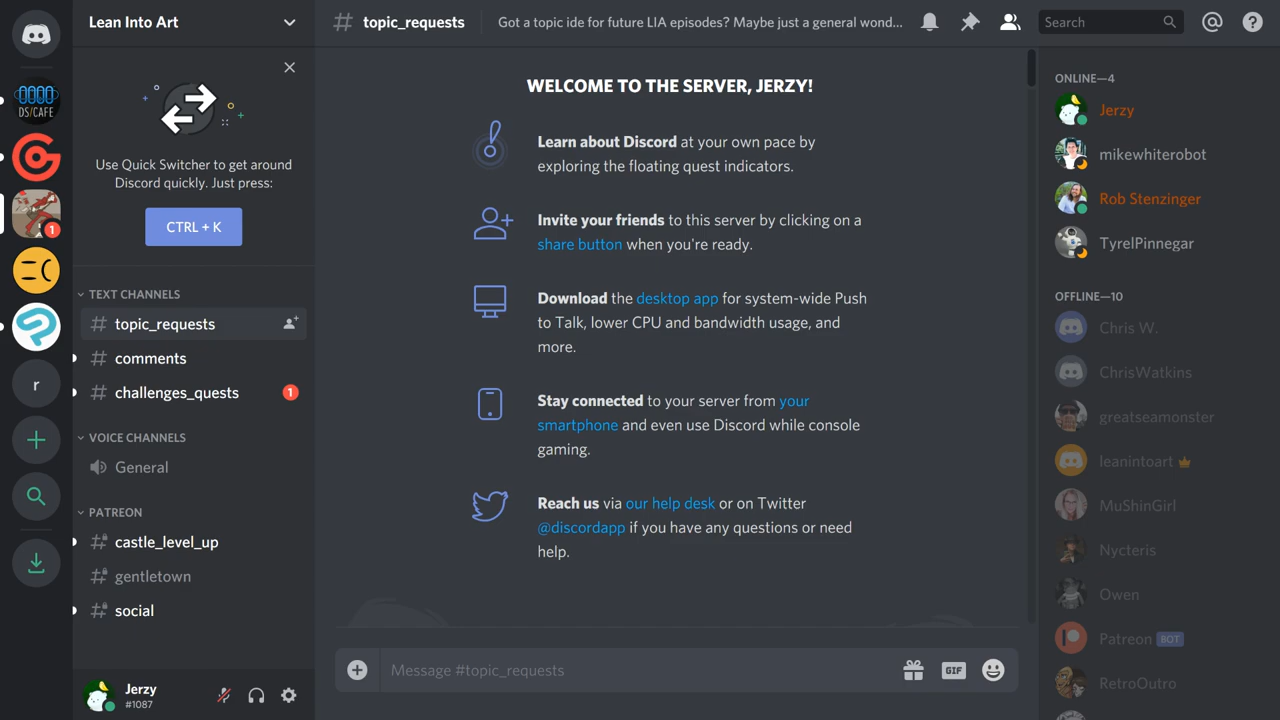 Lean Into Art
topic_requests
Got a topic ide for future LIA episodes? Maybe just a general wond...
Search
DS/CAFE
1
r
Use Quick Switcher to get around
Discord quickly. Just press:
CTRL + K
TEXT CHANNELS
topic_requests
comments
challenges_quests
1
VOICE CHANNELS
General
PATREON
castle_level_up
gentletown
social
Jerzy
#1087
WELCOME TO THE SERVER, JERZY!
Learn about Discord at your own pace by
exploring the floating quest indicators.
Invite your friends to this server by clicking on a
share button when you're ready.
Download the desktop app for system-wide Push
to Talk, lower CPU and bandwidth usage, and
more.
Stay connected to your server from your
smartphone and even use Discord while console
gaming.
Reach us via our help desk or on Twitter
@discordapp if you have any questions or need
help.
Message #topic_requests
GIF
ONLINE—4
Jerzy
mikewhiterobot
Rob Stenzinger
TyrelPinnegar
OFFLINE—10
Chris W.
ChrisWatkins
greatseamonster
leanintoart
MuShinGirl
Nycteris
Owen
Patreon BOT
RetroOutro